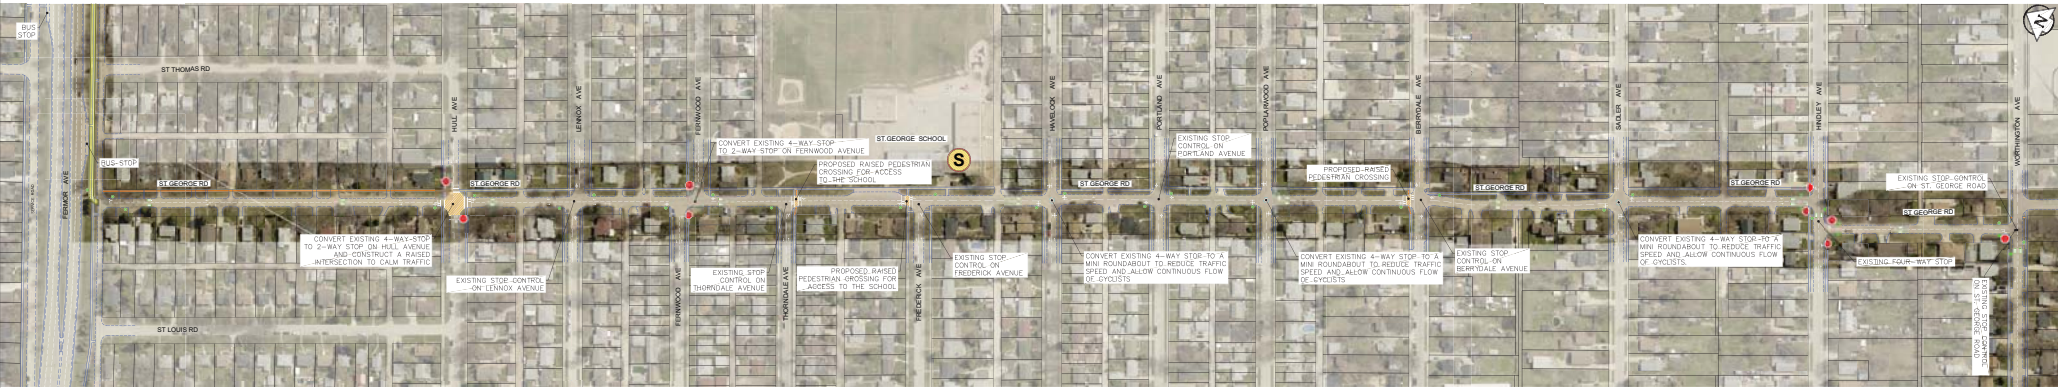 BUS
STOP
N
ST THOMAS RD
HULL AVE
LENNOX AVE
FERNWOOD AVE
HAVELOCK AVE
PORTLAND AVE
POPLARWOOD AVE
BERRYDALE AVE
SADLER AVE
HINDLEY AVE
WORTHINGTON AVE
ST.GEORGE SCHOOL
S
CONVERT EXISTING 4-WAY STOP
TO 2-WAY STOP ON FERNWOOD AVENUE
PROPOSED RAISED PEDESTRIAN
CROSSING FOR ACCESS
TO THE SCHOOL
EXISTING STOP
CONTROL ON
PORTLAND AVENUE
PROPOSED RAISED
PEDESTRIAN CROSSING
EXISTING STOP CONTROL
ON ST. GEORGE ROAD
BUS STOP
FERMOR AVE
ST.GEORGE RD
ST.GEORGE RD
ST.GEORGE RD
ST.GEORGE RD
ST.GEORGE RD
ST.GEORGE RD
CONVERT EXISTING 4-WAY STOP
TO 2-WAY STOP ON HULL AVENUE
AND CONSTRUCT A RAISED
INTERSECTION TO CALM TRAFFIC
EXISTING STOP CONTROL
ON LENNOX AVENUE
FERNWOOD AVE
EXISTING STOP
CONTROL ON
THORNDALE AVENUE
THORNDALE AVE
PROPOSED RAISED
PEDESTRIAN CROSSING FOR
ACCESS TO THE SCHOOL
FREDERICK AVE
EXISTING STOP
CONTROL ON
FREDERICK AVENUE
CONVERT EXISTING 4-WAY STOP TO A
MINI ROUNDABOUT TO REDUCE TRAFFIC
SPEED AND ALLOW CONTINUOUS FLOW
OF CYCLISTS
CONVERT EXISTING 4-WAY STOP TO A
MINI ROUNDABOUT TO REDUCE TRAFFIC
SPEED AND ALLOW CONTINUOUS FLOW
OF CYCLISTS
EXISTING STOP
CONTROL ON
BERRYDALE AVENUE
CONVERT EXISTING 4-WAY STOP TO A
MINI ROUNDABOUT TO REDUCE TRAFFIC
SPEED AND ALLOW CONTINUOUS FLOW
OF CYCLISTS.
EXISTING FOUR-WAY STOP
EXISTING STOP CONTROL
ON ST. GEORGE ROAD
ST LOUIS RD